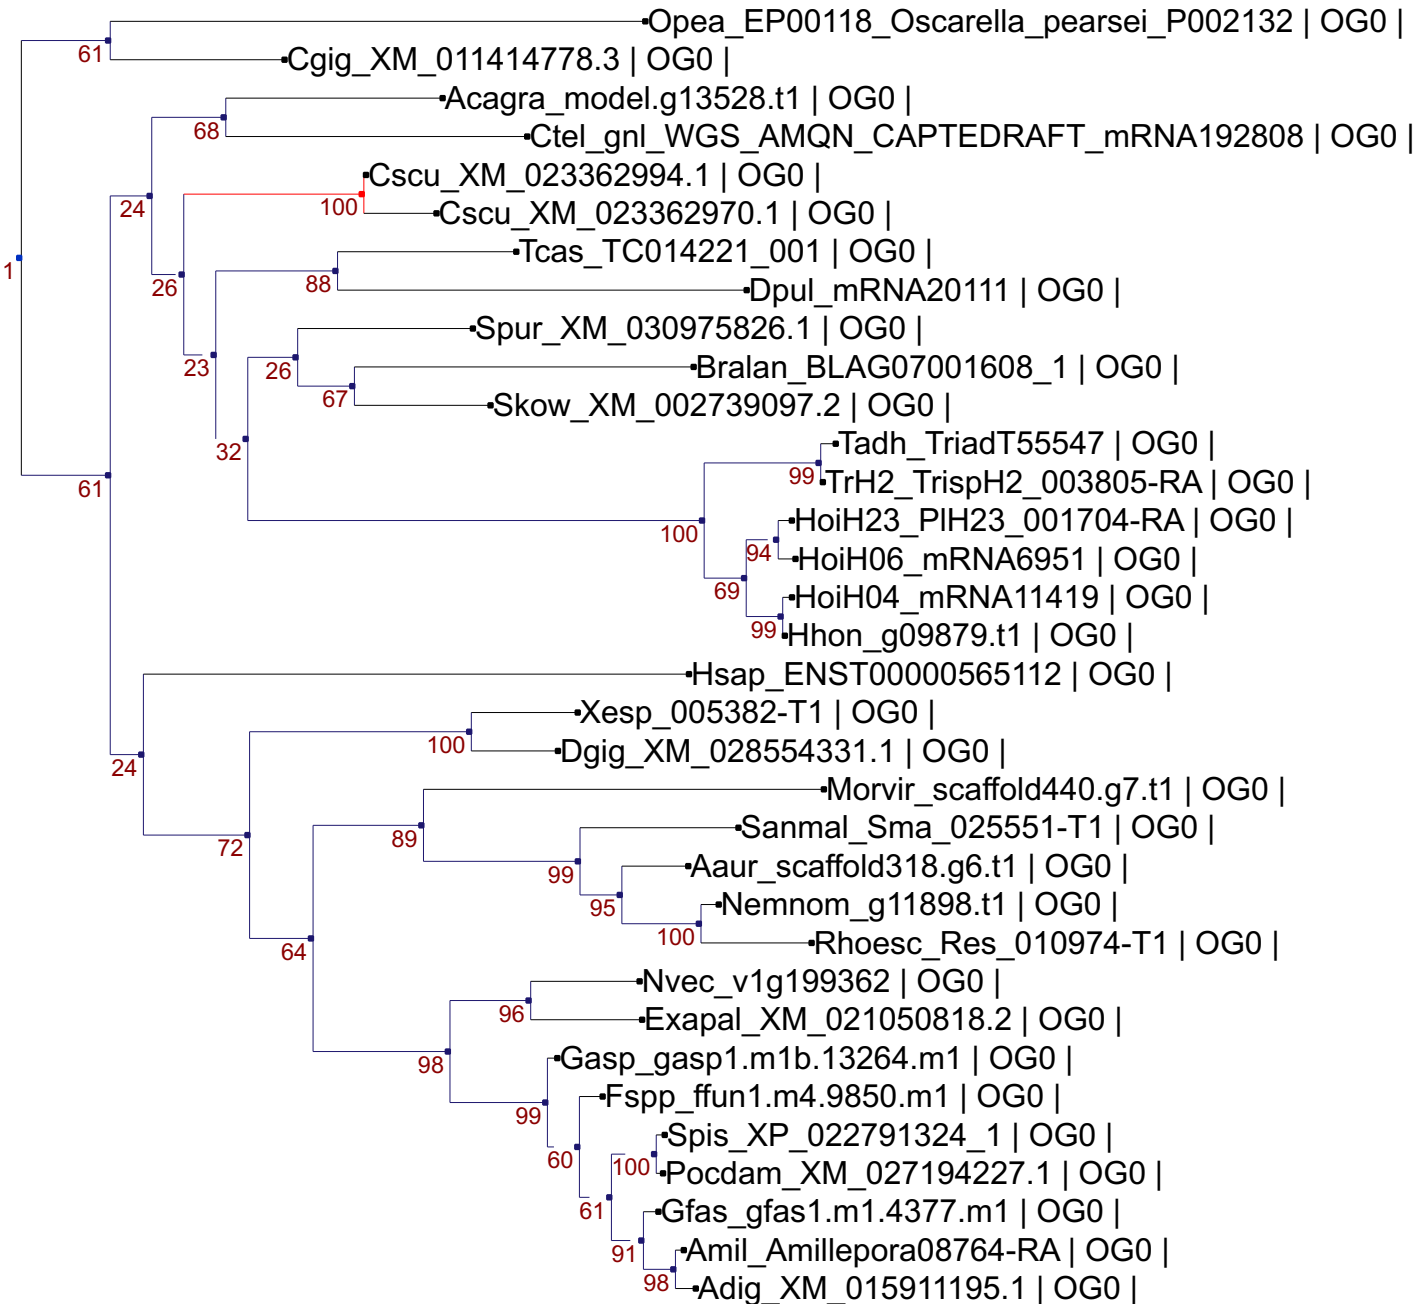 Opea_EP00118_Oscarella_pearsei_P002132 | OG0 |
61
Cgig_XM_011414778.3 | OG0 |
Acagra_model.g13528.t1 | OG0 |
68
Ctel_gnl_WGS_AMQN_CAPTEDRAFT_mRNA192808 | OG0 |
Cscu_XM_023362994.1 | OG0 |
24
100
Cscu_XM_023362970.1 | OG0 |
Tcas_TC014221_001 | OG0 |
1
26
88
Dpul_mRNA20111 | OG0 |
Spur_XM_030975826.1 | OG0 |
23
26
Bralan_BLAG07001608_1 | OG0 |
67
Skow_XM_002739097.2 | OG0 |
32
Tadh_TriadT55547 | OG0 |
61
99
TrH2_TrispH2_003805-RA | OG0 |
100
HoiH23_PlH23_001704-RA | OG0 |
94
HoiH06_mRNA6951 | OG0 |
69
HoiH04_mRNA11419 | OG0 |
99
Hhon_g09879.t1 | OG0 |
Hsap_ENST00000565112 | OG0 |
Xesp_005382-T1 | OG0 |
100
Dgig_XM_028554331.1 | OG0 |
24
Morvir_scaffold440.g7.t1 | OG0 |
72
89
Sanmal_Sma_025551-T1 | OG0 |
99
Aaur_scaffold318.g6.t1 | OG0 |
95
Nemnom_g11898.t1 | OG0 |
100
Rhoesc_Res_010974-T1 | OG0 |
64
Nvec_v1g199362 | OG0 |
96
Exapal_XM_021050818.2 | OG0 |
98
Gasp_gasp1.m1b.13264.m1 | OG0 |
Fspp_ffun1.m4.9850.m1 | OG0 |
99
Spis_XP_022791324_1 | OG0 |
60
100
Pocdam_XM_027194227.1 | OG0 |
61
Gfas_gfas1.m1.4377.m1 | OG0 |
91
Amil_Amillepora08764-RA | OG0 |
98
Adig_XM_015911195.1 | OG0 |